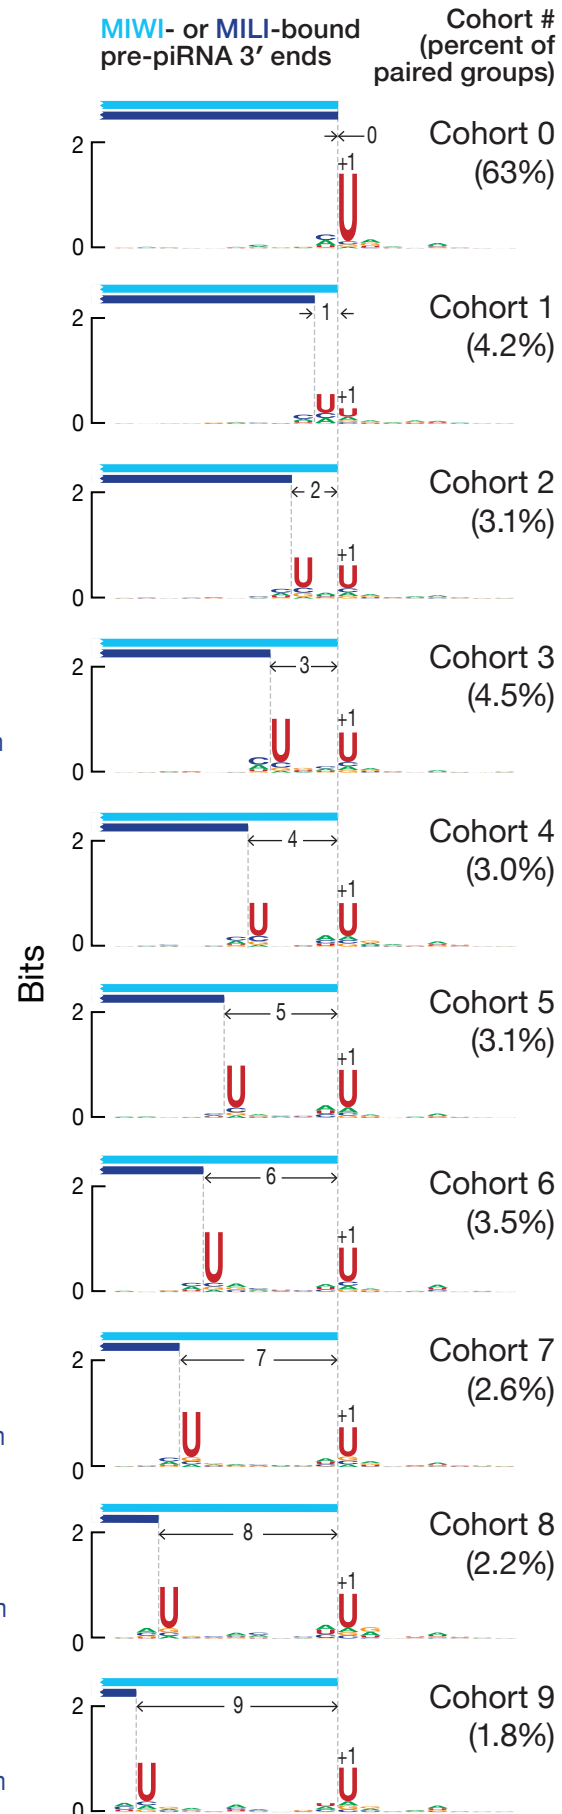 MIWI- or MILI-bound
pre-piRNA 3′ ends
Cohort #
(percent of
paired groups)
0
Cohort 0
(63%)
2
+1
U
0
Cohort 1
(4.2%)
1
2
+1
U U
0
Cohort 2
(3.1%)
2
2
+1
U U
0
Cohort 3
(4.5%)
3
2
+1
U U
0
Cohort 4
(3.0%)
4
2
+1
U U
0
Bits
Cohort 5
(3.1%)
5
2
+1
U U
0
Cohort 6
(3.5%)
6
2
+1
U U
0
Cohort 7
(2.6%)
7
2
+1
U U
0
Cohort 8
(2.2%)
8
2
+1
U U
0
Cohort 9
(1.8%)
9
2
+1
U U
0